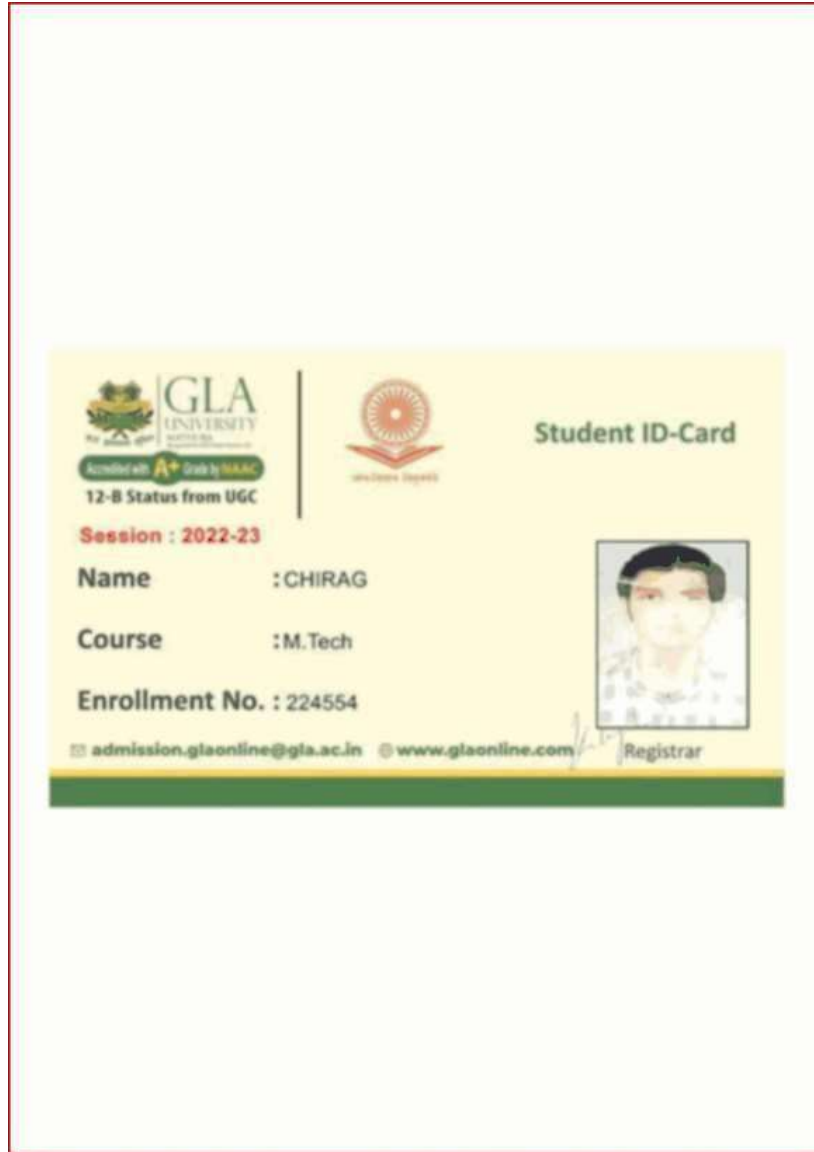 GLA
UNIVERSITY
MATHURA
Accredited with A+ Grade by NAAC
12-B Status from UGC
Student ID-Card
Session : 2022-23
Name : CHIRAG
Course : M.Tech
Enrollment No. : 224554
admission.glaonline@gla.ac.in www.glaonline.com
Registrar